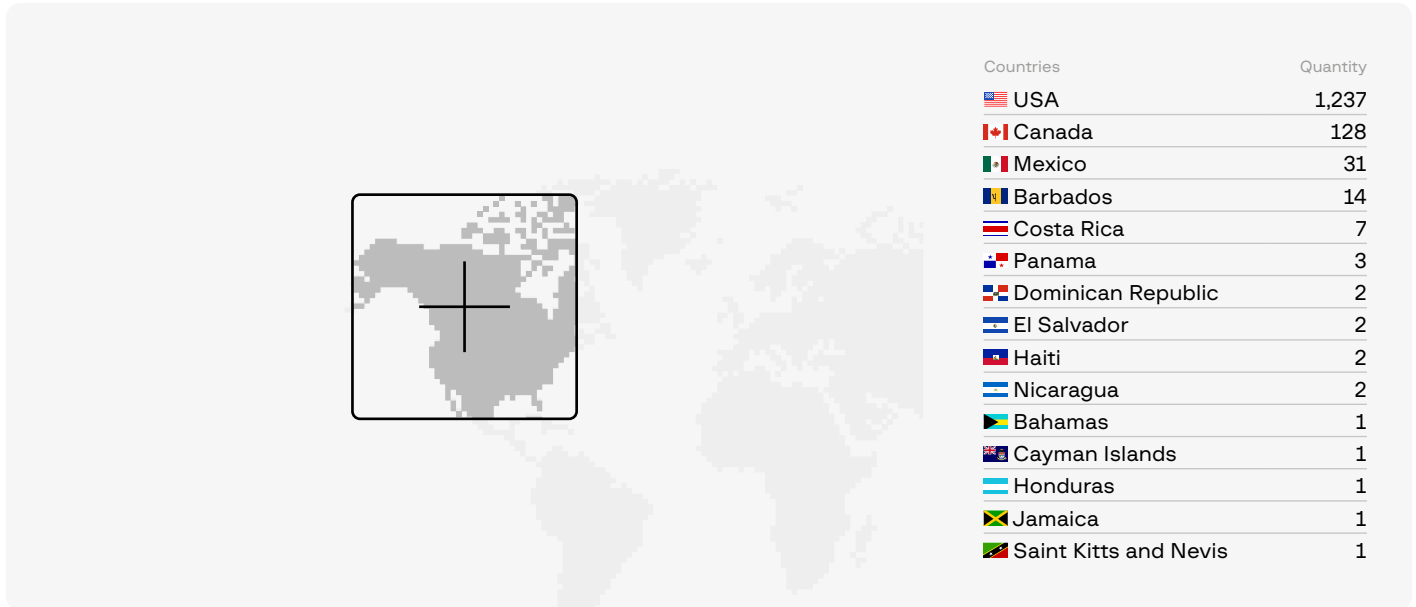 Countries Quantity
USA 1,237
Canada 128
Mexico 31
Barbados 14
Costa Rica 7
Panama 3
Dominican Republic 2
El Salvador 2
Haiti 2
Nicaragua 2
Bahamas 1
Cayman Islands 1
Honduras 1
Jamaica 1
Saint Kitts and Nevis 1